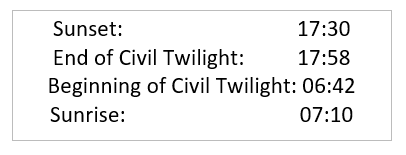 Sunset: 17:30
End of Civil Twilight: 17:58
Beginning of Civil Twilight: 06:42
Sunrise: 07:10